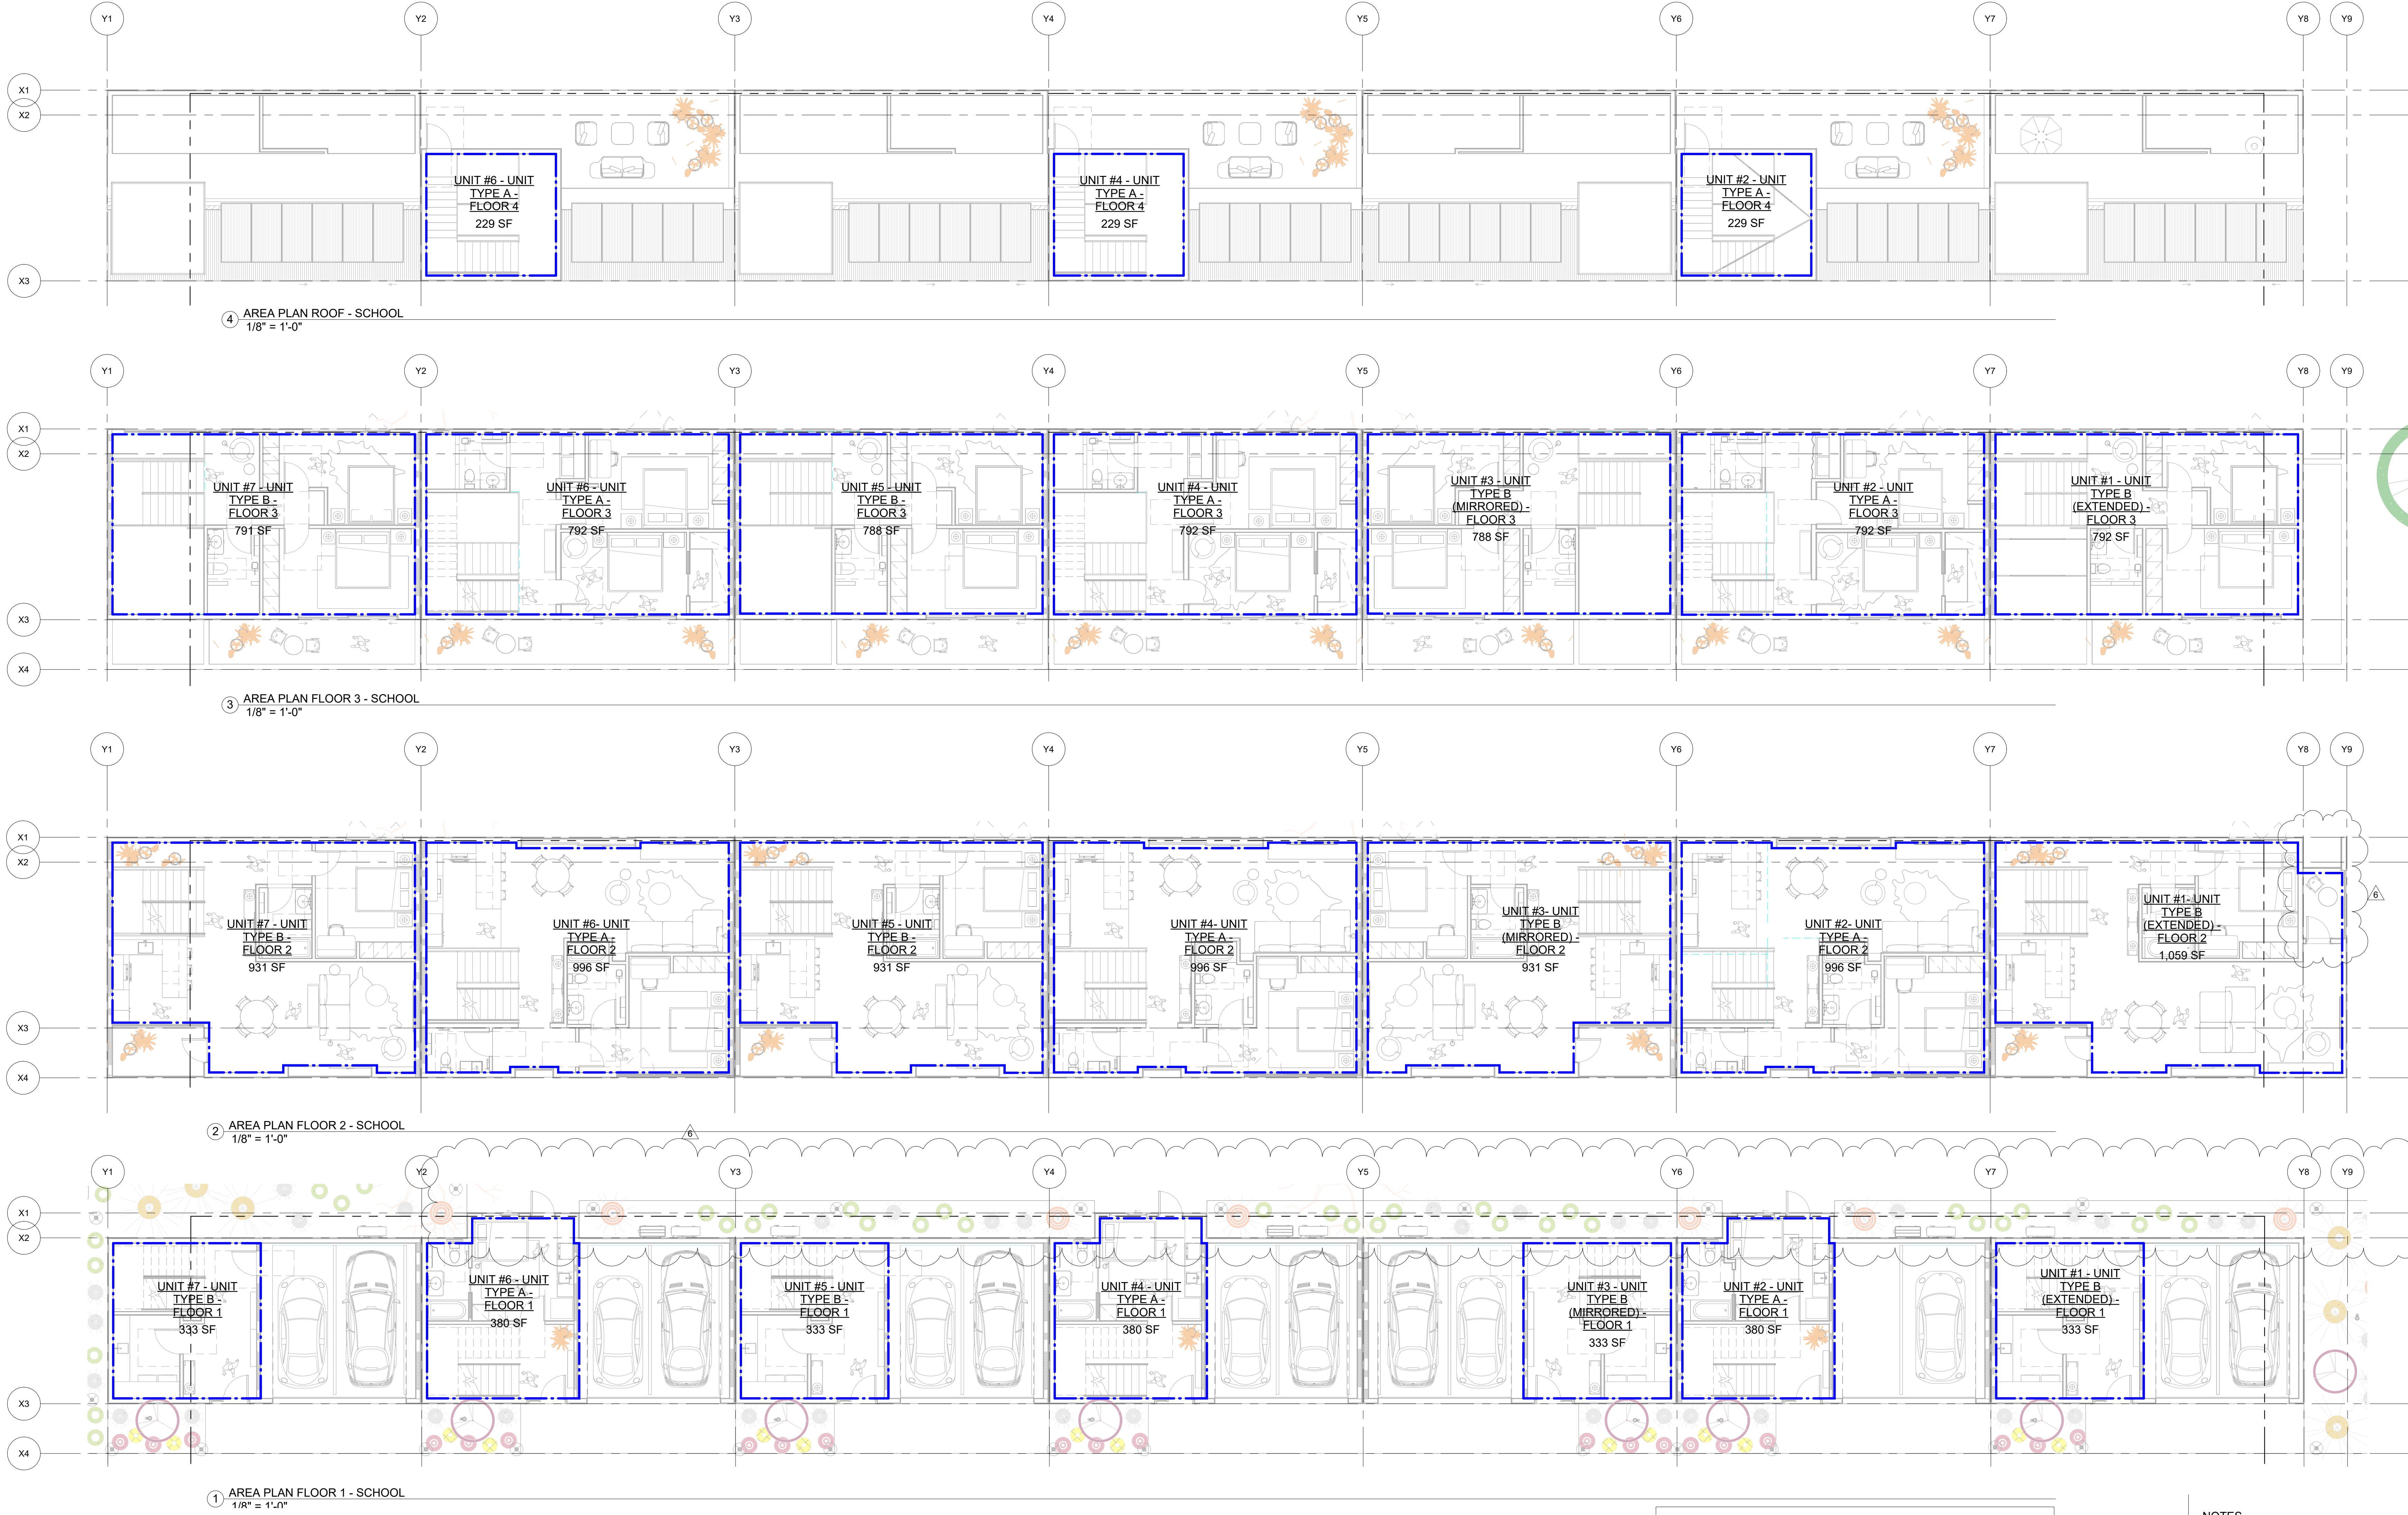 Y1 Y2 Y3 Y4 Y5 Y6 Y7 Y8 Y9
X1
X2
X3
UNIT #6 - UNIT
TYPE A -
FLOOR 4
229 SF
UNIT #4 - UNIT
TYPE A -
FLOOR 4
229 SF
UNIT #2 - UNIT
TYPE A -
FLOOR 4
229 SF
4 AREA PLAN ROOF - SCHOOL
1/8" = 1'-0"
Y1 Y2 Y3 Y4 Y5 Y6 Y7 Y8 Y9
X1
X2
X3
X4
UNIT #7 - UNIT
TYPE B -
FLOOR 3
791 SF
UNIT #6 - UNIT
TYPE A -
FLOOR 3
792 SF
UNIT #5 - UNIT
TYPE B -
FLOOR 3
788 SF
UNIT #4 - UNIT
TYPE A -
FLOOR 3
792 SF
UNIT #3 - UNIT
TYPE B
(MIRRORED) -
FLOOR 3
788 SF
UNIT #2 - UNIT
TYPE A -
FLOOR 3
792 SF
UNIT #1 - UNIT
TYPE B
(EXTENDED) -
FLOOR 3
792 SF
3 AREA PLAN FLOOR 3 - SCHOOL
1/8" = 1'-0"
Y1 Y2 Y3 Y4 Y5 Y6 Y7 Y8 Y9
X1
X2
X3
X4
UNIT #7 - UNIT
TYPE B -
FLOOR 2
931 SF
UNIT #6- UNIT
TYPE A -
FLOOR 2
996 SF
UNIT #5 - UNIT
TYPE B -
FLOOR 2
931 SF
UNIT #4- UNIT
TYPE A -
FLOOR 2
996 SF
UNIT #3- UNIT
TYPE B
(MIRRORED) -
FLOOR 2
931 SF
UNIT #2- UNIT
TYPE A -
FLOOR 2
996 SF
UNIT #1- UNIT
TYPE B
(EXTENDED) -
FLOOR 2
1,059 SF
6
2 AREA PLAN FLOOR 2 - SCHOOL
1/8" = 1'-0"
6
Y1 Y2 Y3 Y4 Y5 Y6 Y7 Y8 Y9
X1
X2
X3
X4
UNIT #7 - UNIT
TYPE B -
FLOOR 1
333 SF
UNIT #6 - UNIT
TYPE A -
FLOOR 1
380 SF
UNIT #5 - UNIT
TYPE B -
FLOOR 1
333 SF
UNIT #4 - UNIT
TYPE A -
FLOOR 1
380 SF
UNIT #3 - UNIT
TYPE B
(MIRRORED) -
FLOOR 1
333 SF
UNIT #2 - UNIT
TYPE A -
FLOOR 1
380 SF
UNIT #1 - UNIT
TYPE B
(EXTENDED) -
FLOOR 1
333 SF
1 AREA PLAN FLOOR 1 - SCHOOL
1/8" = 1'-0"
NOTES